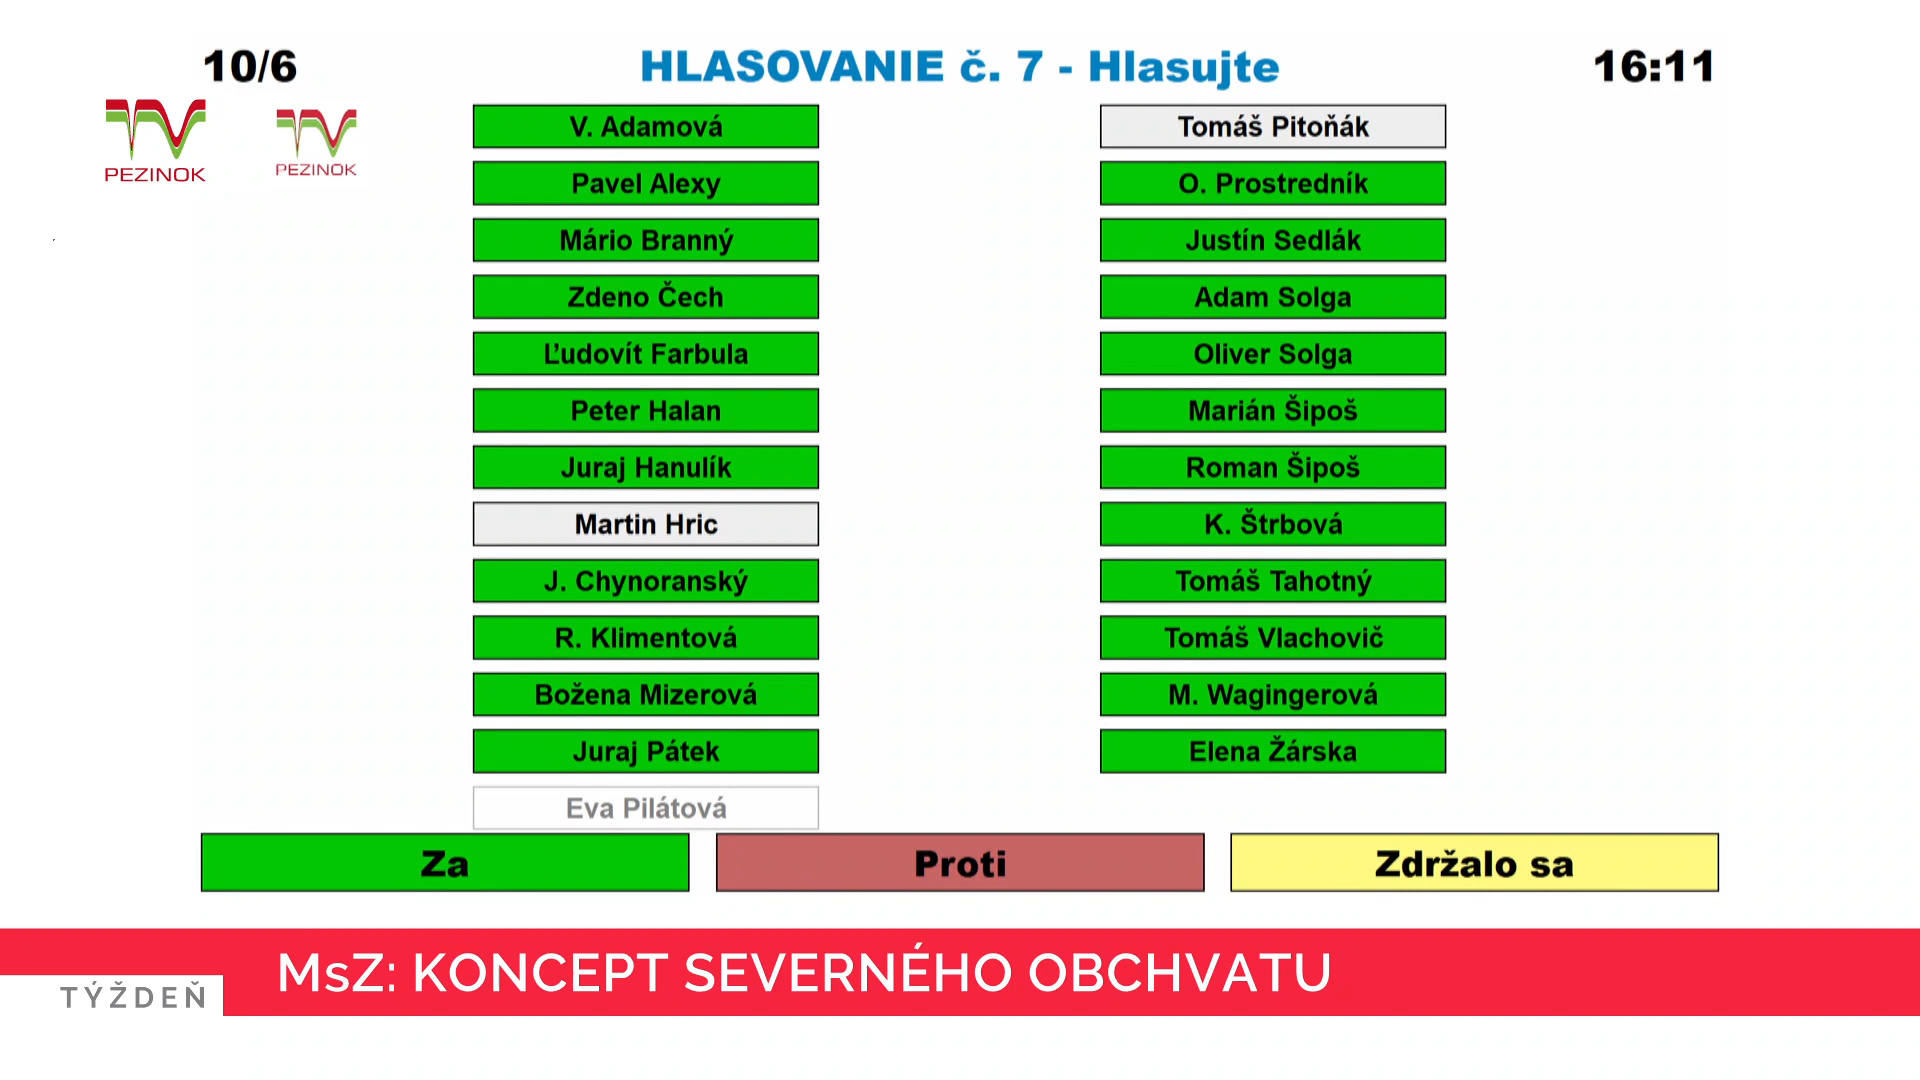 10/6
HLASOVANIE č. 7 - Hlasujte
16:11
TV
PEZINOK
TV
PEZINOK
V. Adamová
Pavel Alexy
Mário Branný
Zdeno Čech
Ľudovít Farbula
Peter Halan
Juraj Hanulík
Martin Hric
J. Chynoranský
R. Klimentová
Božena Mizerová
Juraj Pátek
Eva Pilátová
Tomáš Pitoňák
O. Prostredník
Justín Sedlák
Adam Solga
Oliver Solga
Marián Šipoš
Roman Šipoš
K. Štrbová
Tomáš Tahotný
Tomáš Vlachovič
M. Wagingerová
Elena Žárska
Za
Proti
Zdržalo sa
MsZ: KONCEPT SEVERNÉHO OBCHVATU
TÝŽDEŇ